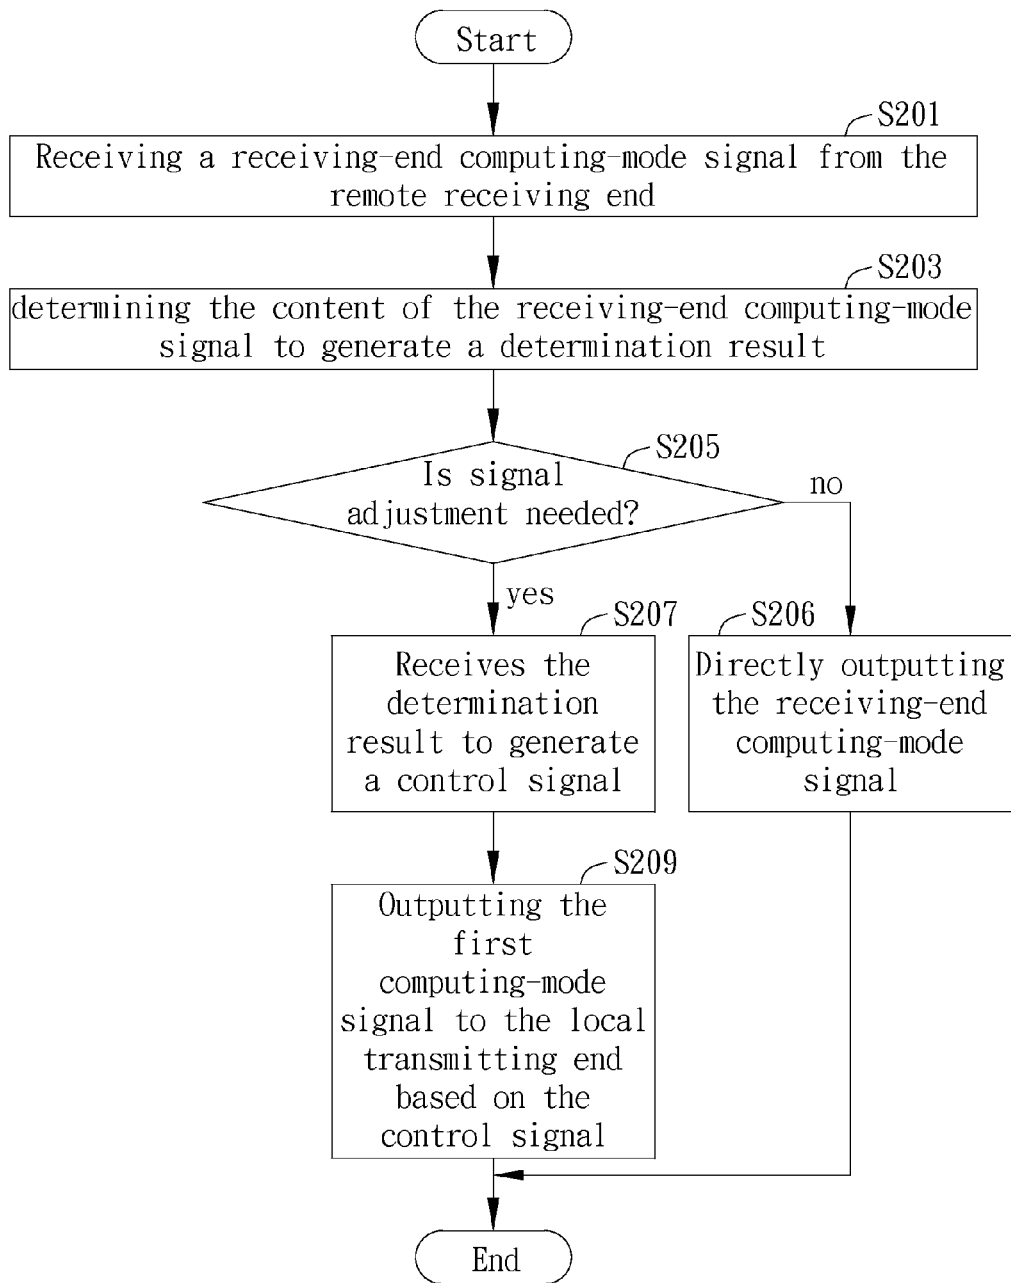 Start
S201
Receiving a receiving-end computing-mode signal from the
remote receiving end
S203
determining the content of the receiving-end computing-mode
signal to generate a determination result
S205
Is signal
adjustment needed?
no
yes
S207
Receives the
determination
result to generate
a control signal
S206
Directly outputting
the receiving-end
computing-mode
signal
S209
Outputting the
first
computing-mode
signal to the local
transmitting end
based on the
control signal
End